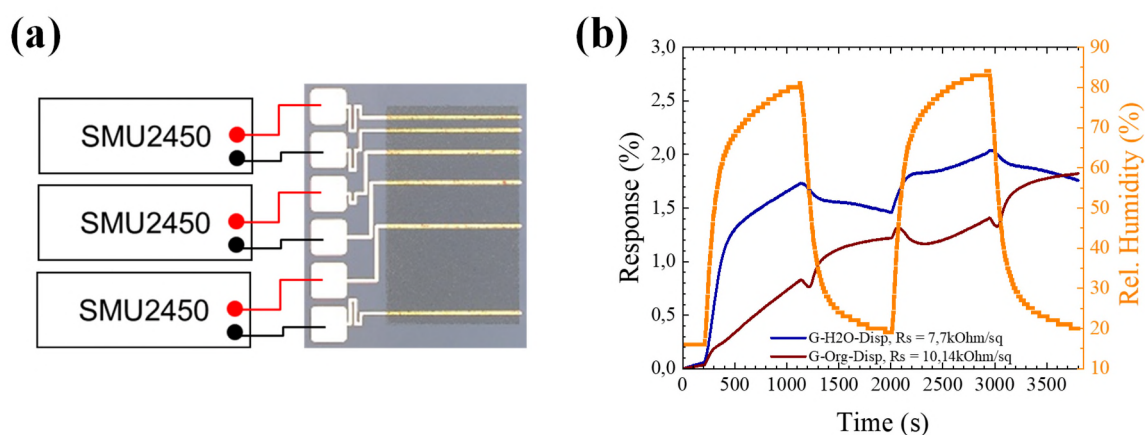 (a)
SMU2450
SMU2450
SMU2450
(b)
Response (%)
3,0
2,5
2,0
1,5
1,0
0,5
0,0
90
80
70
60
50
40
30
20
10
Rel. Humidity (%)
G-H2O-Disp, Rs = 7,7kOhm/sq
G-Org-Disp, Rs = 10,14kOhm/sq
0 500 1000 1500 2000 2500 3000 3500
Time (s)